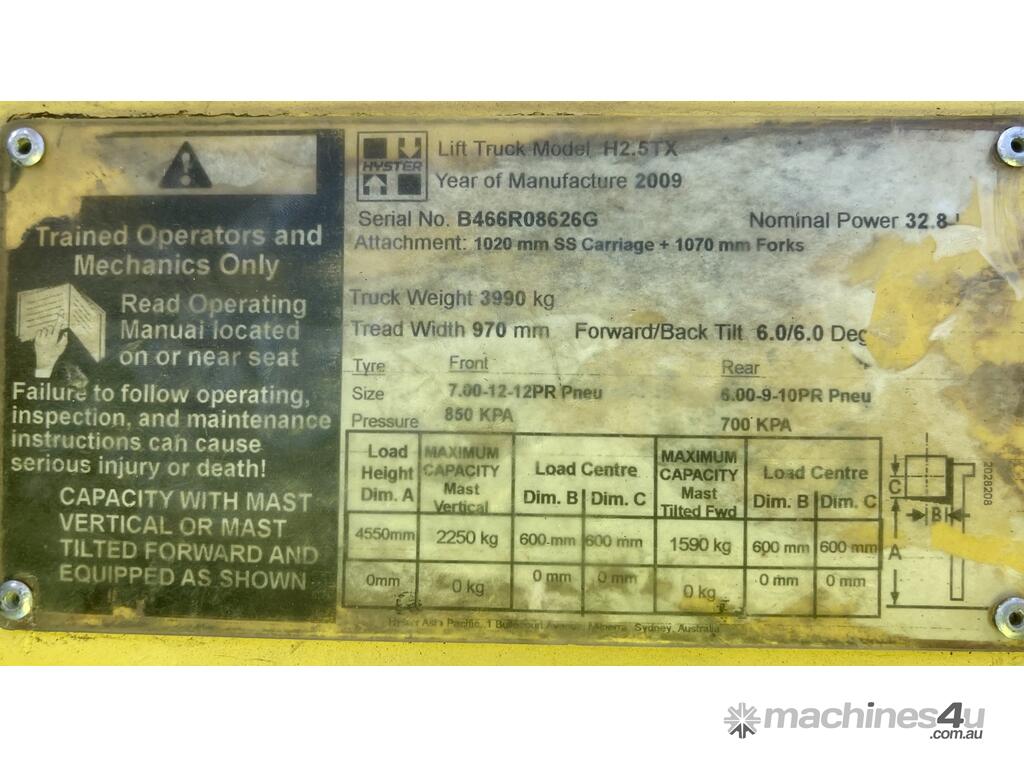 Trained Operators and
Mechanics Only
Read Operating
Manual located
on or near seat
Failure to follow operating,
inspection, and maintenance
instructions can cause
serious injury or death!
CAPACITY WITH MAST
VERTICAL OR MAST
TILTED FORWARD AND
EQUIPPED AS SHOWN
HYSTER
Lift Truck Model H2.5TX
Year of Manufacture 2009
Serial No. B466R08626G Nominal Power 32.8
Attachment: 1020 mm SS Carriage + 1070 mm Forks
Truck Weight 3990 kg
Tread Width 970 mm Forward/Back Tilt 6.0/6.0 Deg
Tyre Front Rear
Size 7.00-12-12PR Pneu 6.00-9-10PR Pneu
Pressure 850 KPA 700 KPA
Load Height Dim. A MAXIMUM CAPACITY Mast Vertical Load Centre Dim. B Dim. C MAXIMUM CAPACITY Mast Tilted Fwd Load Centre Dim. B Dim. C
4550mm 2250 kg 600 mm 600 mm 1590 kg 600 mm 600 mm
0mm 0 kg 0 mm 0 mm 0 kg 0 mm 0 mm
C
B
A
2028208
Asia Pacific, 1 Sydney, Australia
machines4u
.com.au